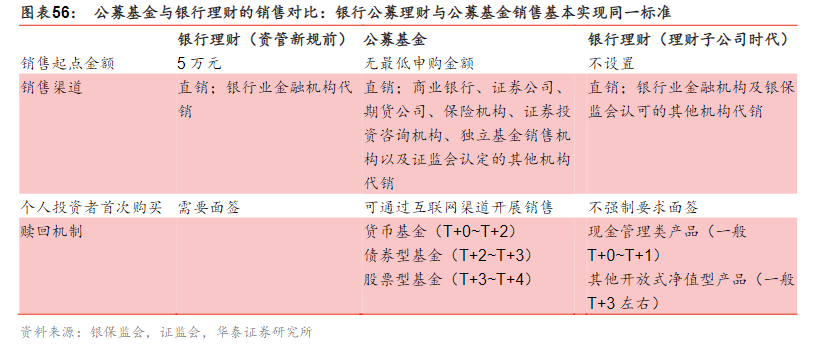 图表56： 公募基金与银行理财的销售对比：银行公募理财与公募基金销售基本实现同一标准
银行理财（资管新规前） 公募基金 银行理财（理财子公司时代）
销售起点金额 5 万元 无最低申购金额 不设置
销售渠道 直销；银行业金融机构代 直销；商业银行、证券公司、 直销；银行业金融机构及银保
销 期货公司、保险机构、证券投 监会认可的其他机构代销
资咨询机构、独立基金销售机
构以及证监会认定的其他机构
代销
个人投资者首次购买 需要面签 可通过互联网渠道开展销售 不强制要求面签
赎回机制 货币基金（T+0~T+2） 现金管理类产品（一般
债券型基金（T+2~T+3） T+0~T+1）
股票型基金（T+3~T+4） 其他开放式净值型产品（一般
T+3 左右）
资料来源：银保监会，证监会，华泰证券研究所